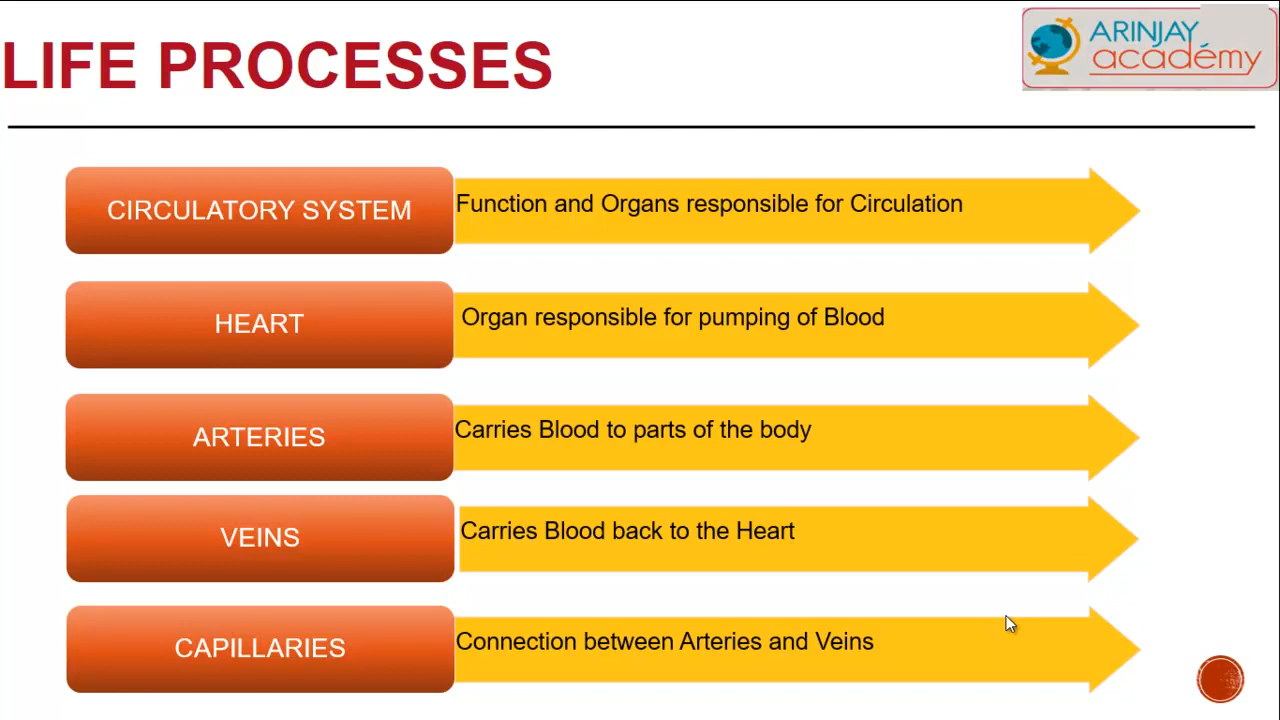 LIFE PROCESSES
ARINJAY
académy
CIRCULATORY SYSTEM
Function and Organs responsible for Circulation
HEART
Organ responsible for pumping of Blood
ARTERIES
Carries Blood to parts of the body
VEINS
Carries Blood back to the Heart
CAPILLARIES
Connection between Arteries and Veins